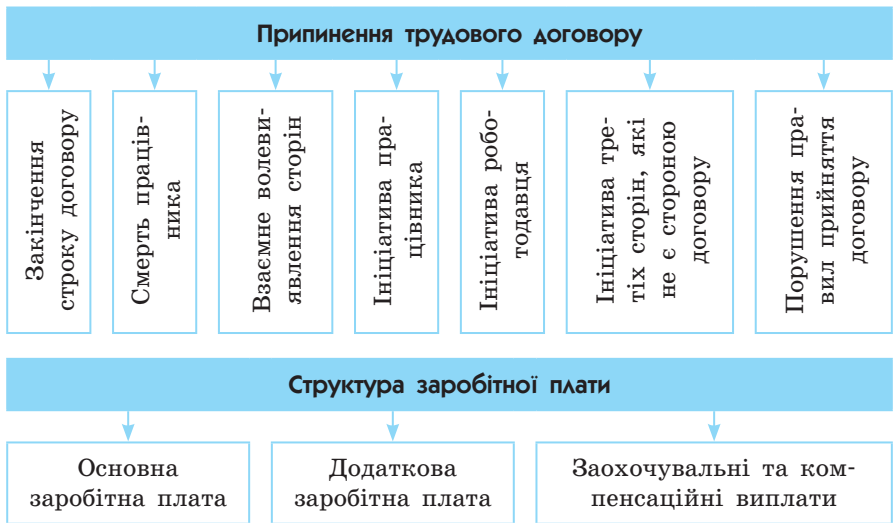 Припинення трудового договору
Закінчення
строку договору
Смерть праців-
ника
Взаємне волеви-
явлення сторін
Ініціатива пра-
цівника
Ініціатива робо-
тодавця
Ініціатива тре-
тіх сторін, які
не є стороною
договору
Порушення пра-
вил прийняття
договору
Структура заробітної плати
Основна
заробітна плата
Додаткова
заробітна плата
Заохочувальні та ком-
пенсаційні виплати